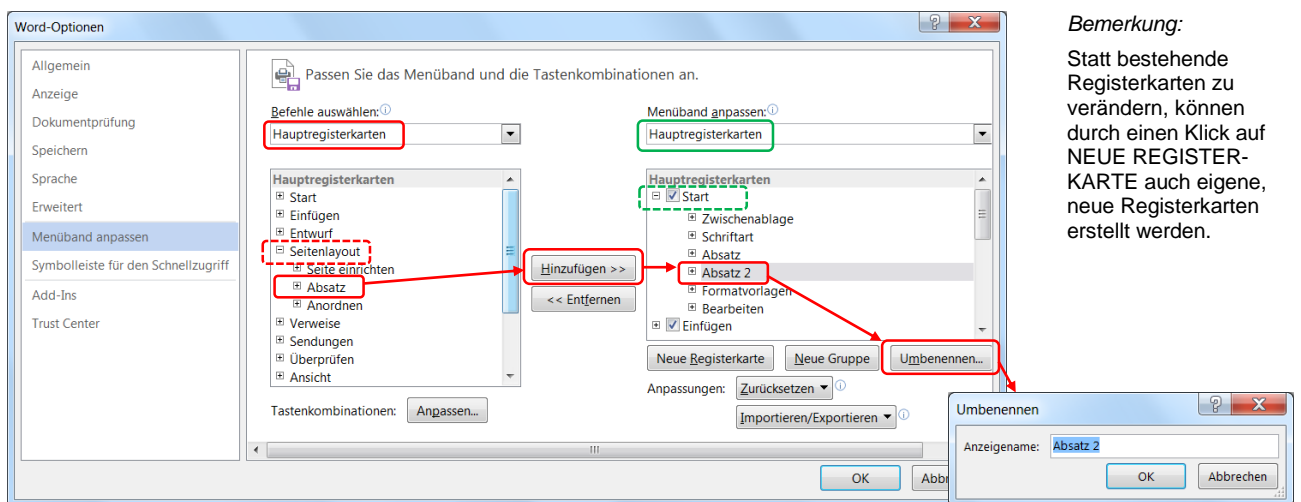 Word-Optionen
Allgemein
Anzeige
Dokumentprüfung
Speichern
Sprache
Erweitert
Menüband anpassen
Symbolleiste für den Schnellzugriff
Add-Ins
Trust Center
Passen Sie das Menüband und die Tastenkombinationen an.
Befehle auswählen:
Hauptregisterkarten
Hauptregisterkarten
Start
Einfügen
Entwurf
Seitenlayout
Seite einrichten
Absatz
Anordnen
Verweise
Sendungen
Überprüfen
Ansicht
Tastenkombinationen: Anpassen...
Hinzufügen >>
<< Entfernen
Menüband anpassen:
Hauptregisterkarten
Hauptregisterkarten
Start
Zwischenablage
Schriftart
Absatz
Absatz 2
Formatvorlagen
Bearbeiten
Einfügen
Neue Registerkarte Neue Gruppe Umbenennen...
Anpassungen: Zurücksetzen
Importieren/Exportieren
OK
Bemerkung:
Statt bestehende
Registerkarten zu
verändern, können
durch einen Klick auf
NEUE REGISTER-
KARTE auch eigene,
neue Registerkarten
erstellt werden.
Umbenennen
Anzeigename: Absatz 2
OK Abbrechen